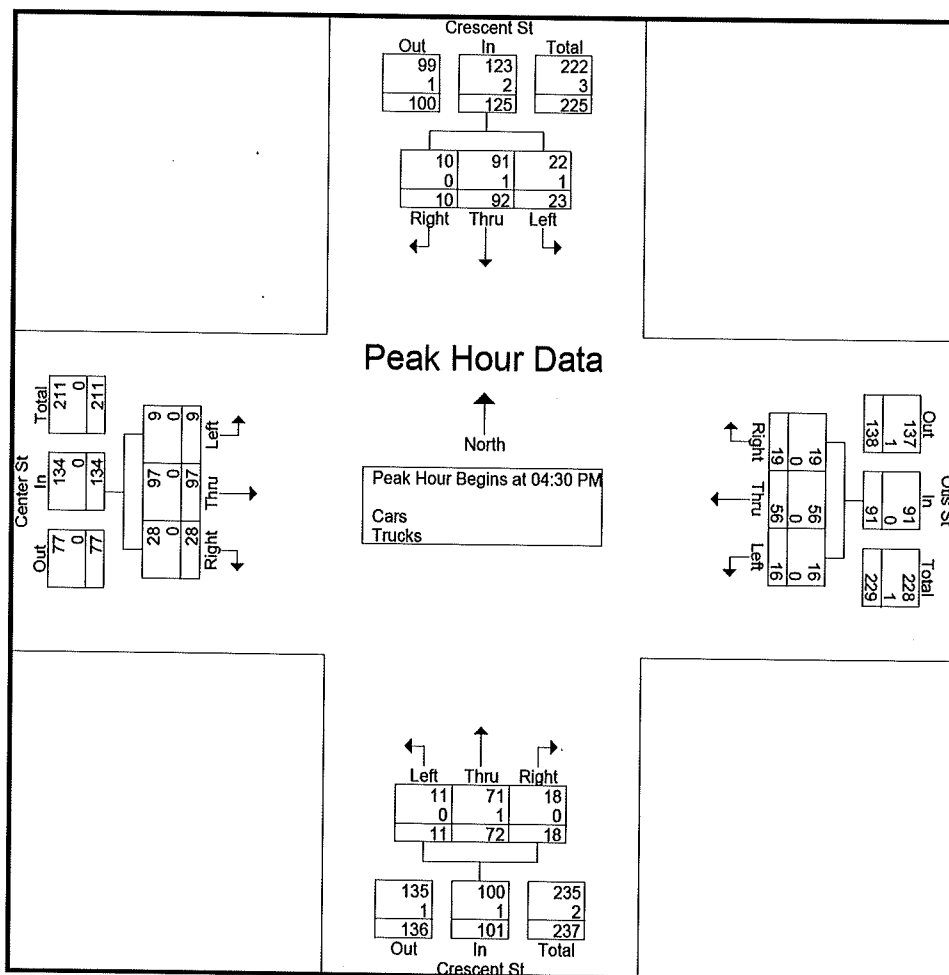 Crescent St
Out In Total
99 123 222
1 2 3
100 125 225
10 91 22
0 1 1
10 92 23
Right Thru Left
Peak Hour Data
North
Peak Hour Begins at 04:30 PM
Cars
Trucks
Center St
Out In Total
77 134 211
0 0 0
77 134 211
Left Thru Right
9 97 28
0 0 0
9 97 28
Out In Total
137 91 228
1 0 1
138 91 229
Right Thru Left
19 56 16
0 0 0
19 56 16
Left Thru Right
11 71 18
0 1 0
11 72 18
135 100 235
1 1 2
136 101 237
Out In Total
Crescent St